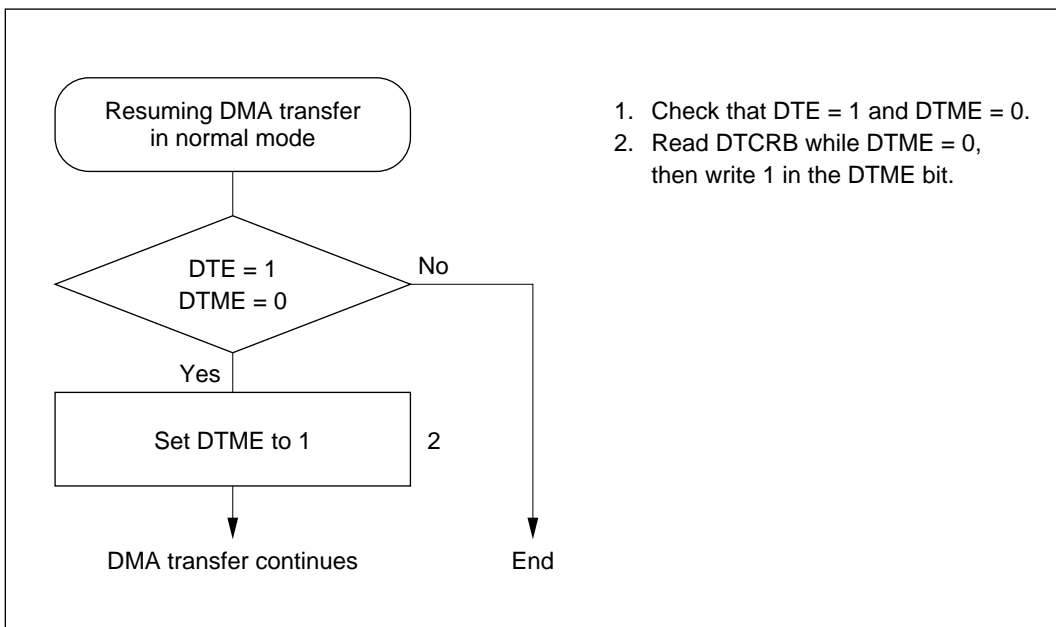 Resuming DMA transfer
in normal mode
DTE = 1
DTME = 0
No
Yes
Set DTME to 1
2
DMA transfer continues
End
1. Check that DTE = 1 and DTME = 0.
2. Read DTCRB while DTME = 0,
then write 1 in the DTME bit.